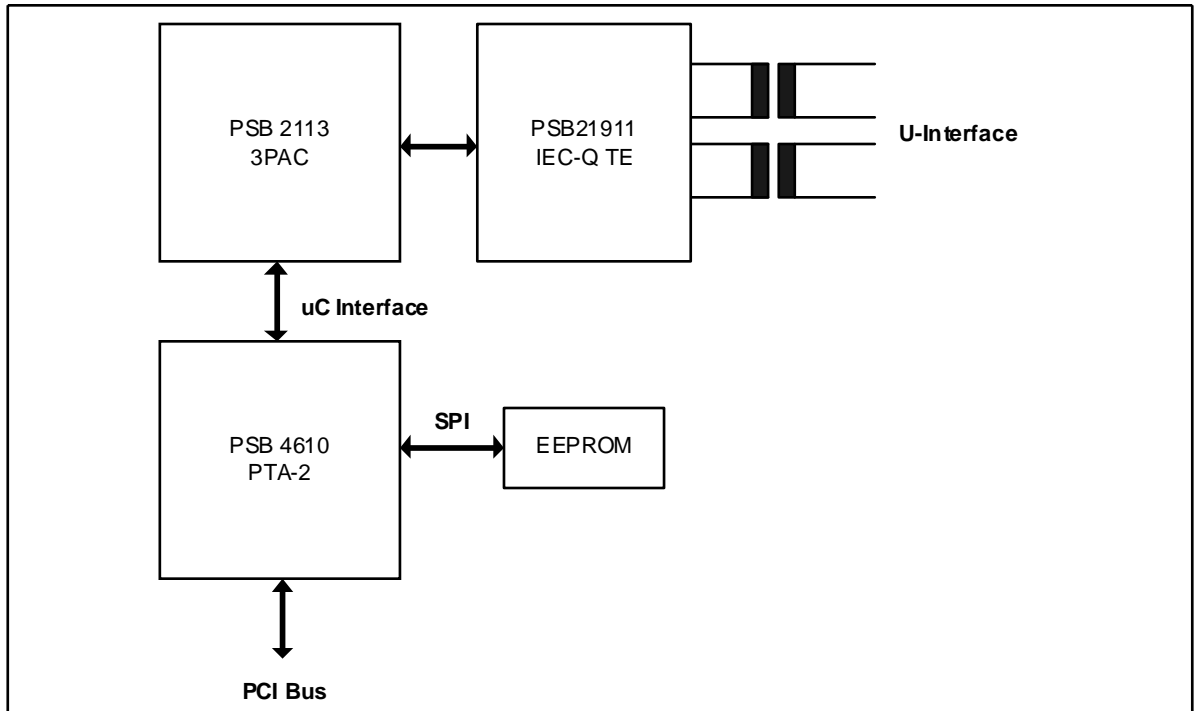 PSB 2113
3PAC
PSB21911
IEC-Q TE
U-Interface
uC Interface
PSB 4610
PTA-2
SPI
EEPROM
PCI Bus